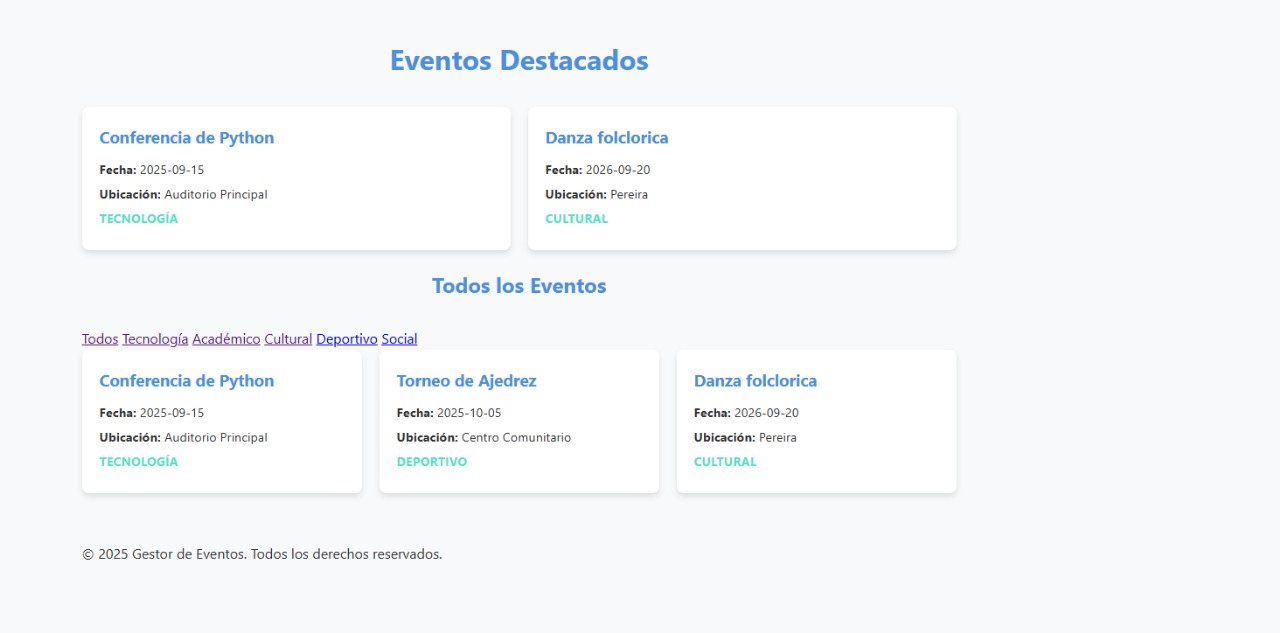 Eventos Destacados
Conferencia de Python
Fecha: 2025-09-15
Ubicación: Auditorio Principal
TECNOLOGÍA
Danza folclorica
Fecha: 2026-09-20
Ubicación: Pereira
CULTURAL
Todos los Eventos
Todos Tecnología Académico Cultural Deportivo Social
Conferencia de Python
Fecha: 2025-09-15
Ubicación: Auditorio Principal
TECNOLOGÍA
Torneo de Ajedrez
Fecha: 2025-10-05
Ubicación: Centro Comunitario
DEPORTIVO
Danza folclorica
Fecha: 2026-09-20
Ubicación: Pereira
CULTURAL
© 2025 Gestor de Eventos. Todos los derechos reservados.